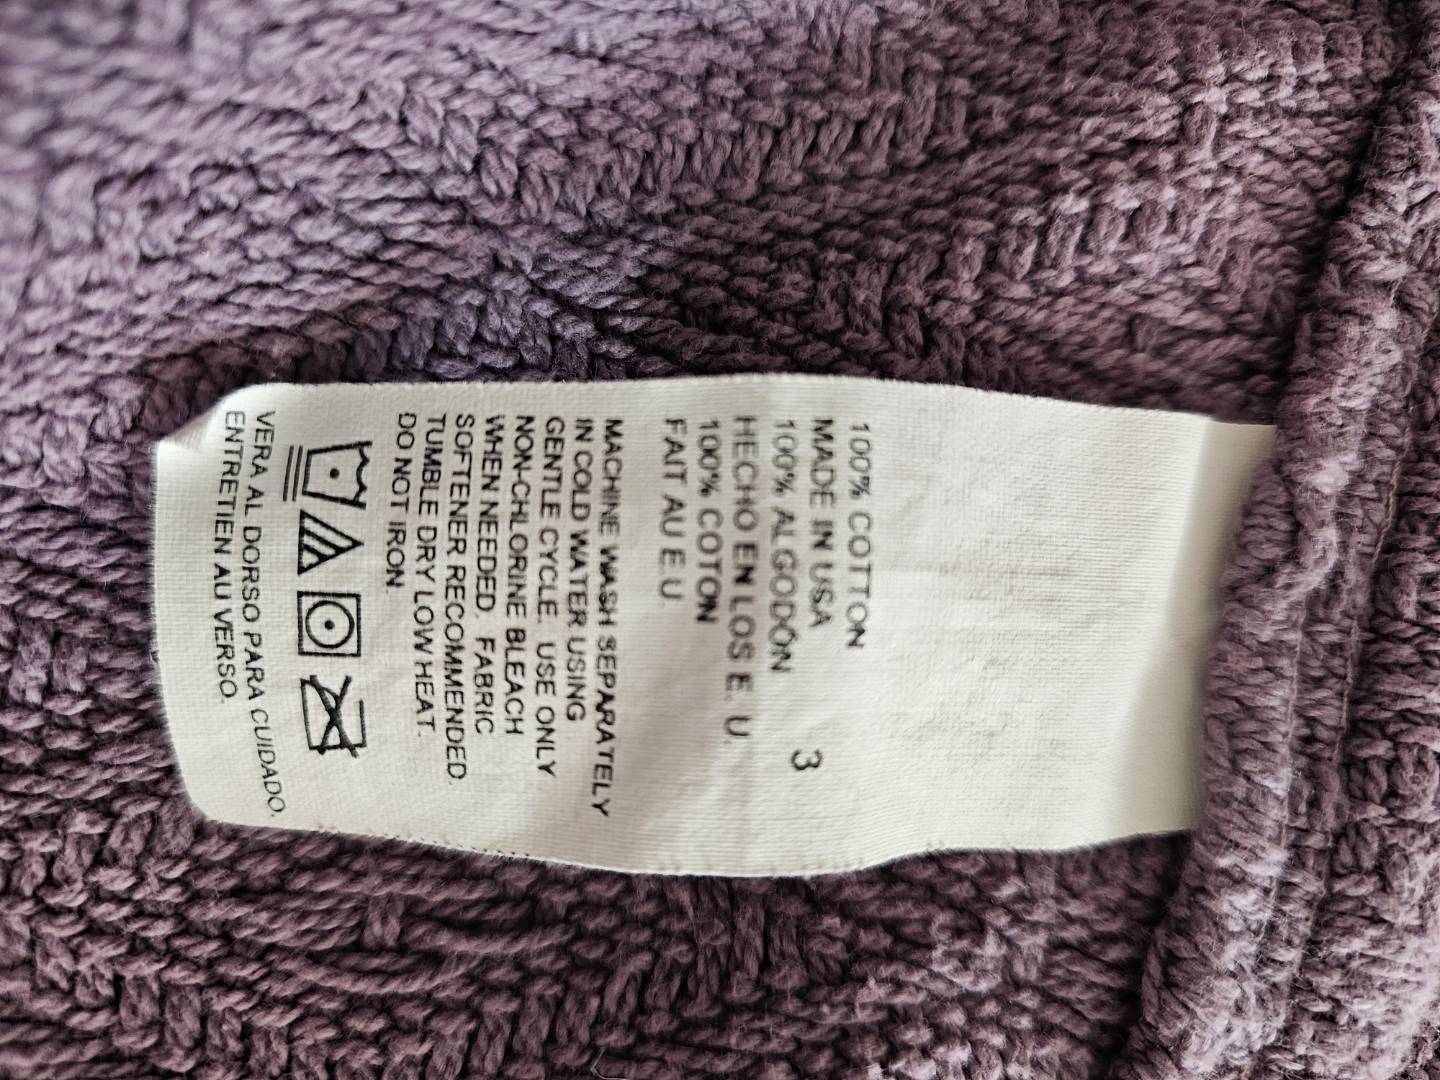 100% COTTON
MADE IN USA
100% ALGODÓN
3
HECHO EN LOS E. U.
100% COTON
FAIT AU E.U.
MACHINE WASH SEPARATELY
IN COLD WATER USING
GENTLE CYCLE. USE ONLY
NON-CHLORINE BLEACH
WHEN NEEDED. FABRIC
SOFTENER RECOMMENDED.
TUMBLE DRY LOW HEAT.
DO NOT IRON.
VERA AL DORSO PARA CUIDADO.
ENTRETIEN AU VERSO.